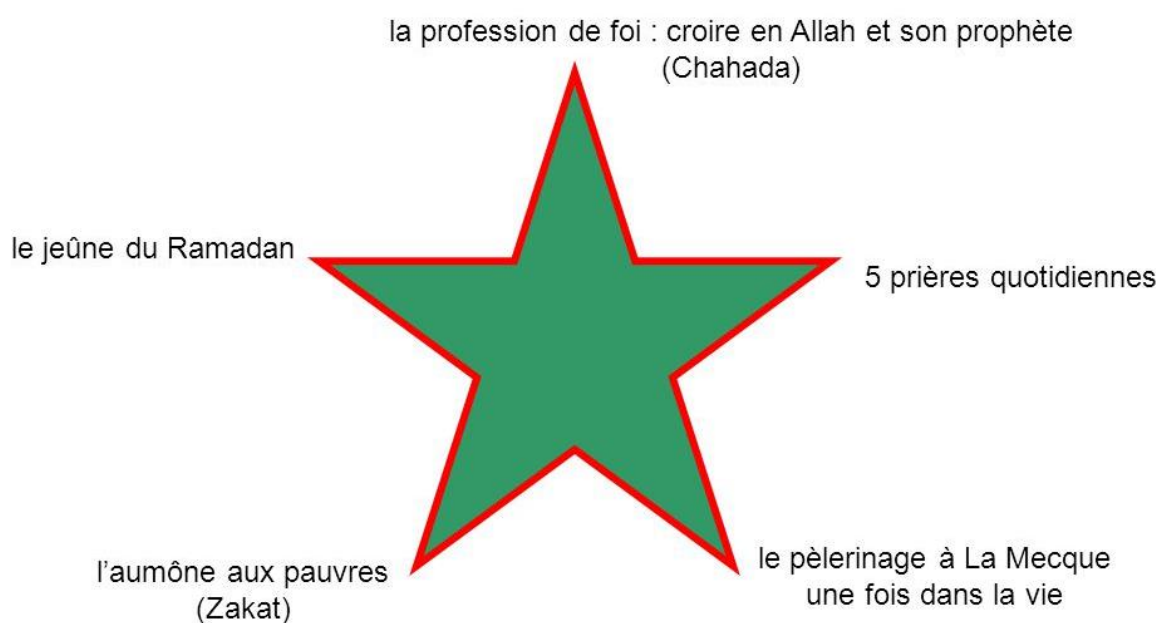 la profession de foi : croire en Allah et son prophète
(Chahada)
le jeûne du Ramadan
5 prières quotidiennes
l’aumône aux pauvres
(Zakat)
le pèlerinage à La Mecque
une fois dans la vie